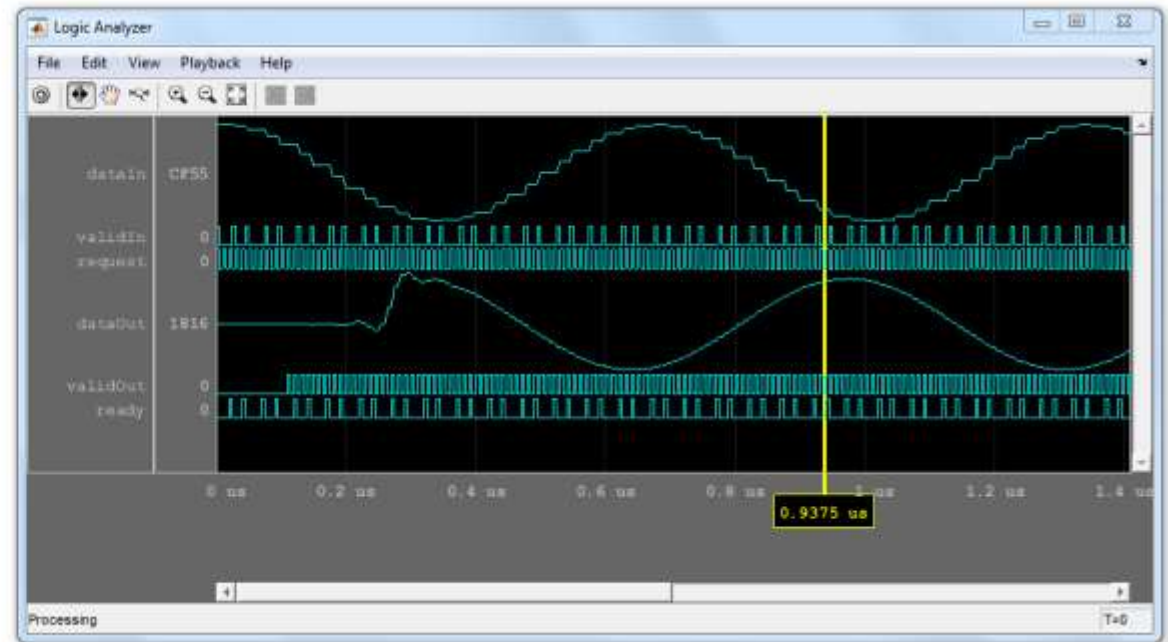 Logic Analyzer
File Edit View Playback Help
dataIn CF55
validIn 0
request 0
dataOut 1816
validOut 0
ready 0
0 us 0.2 us 0.4 us 0.6 us 0.8 us 1 us 1.2 us 1.4 us
0.9375 us
Processing T=0